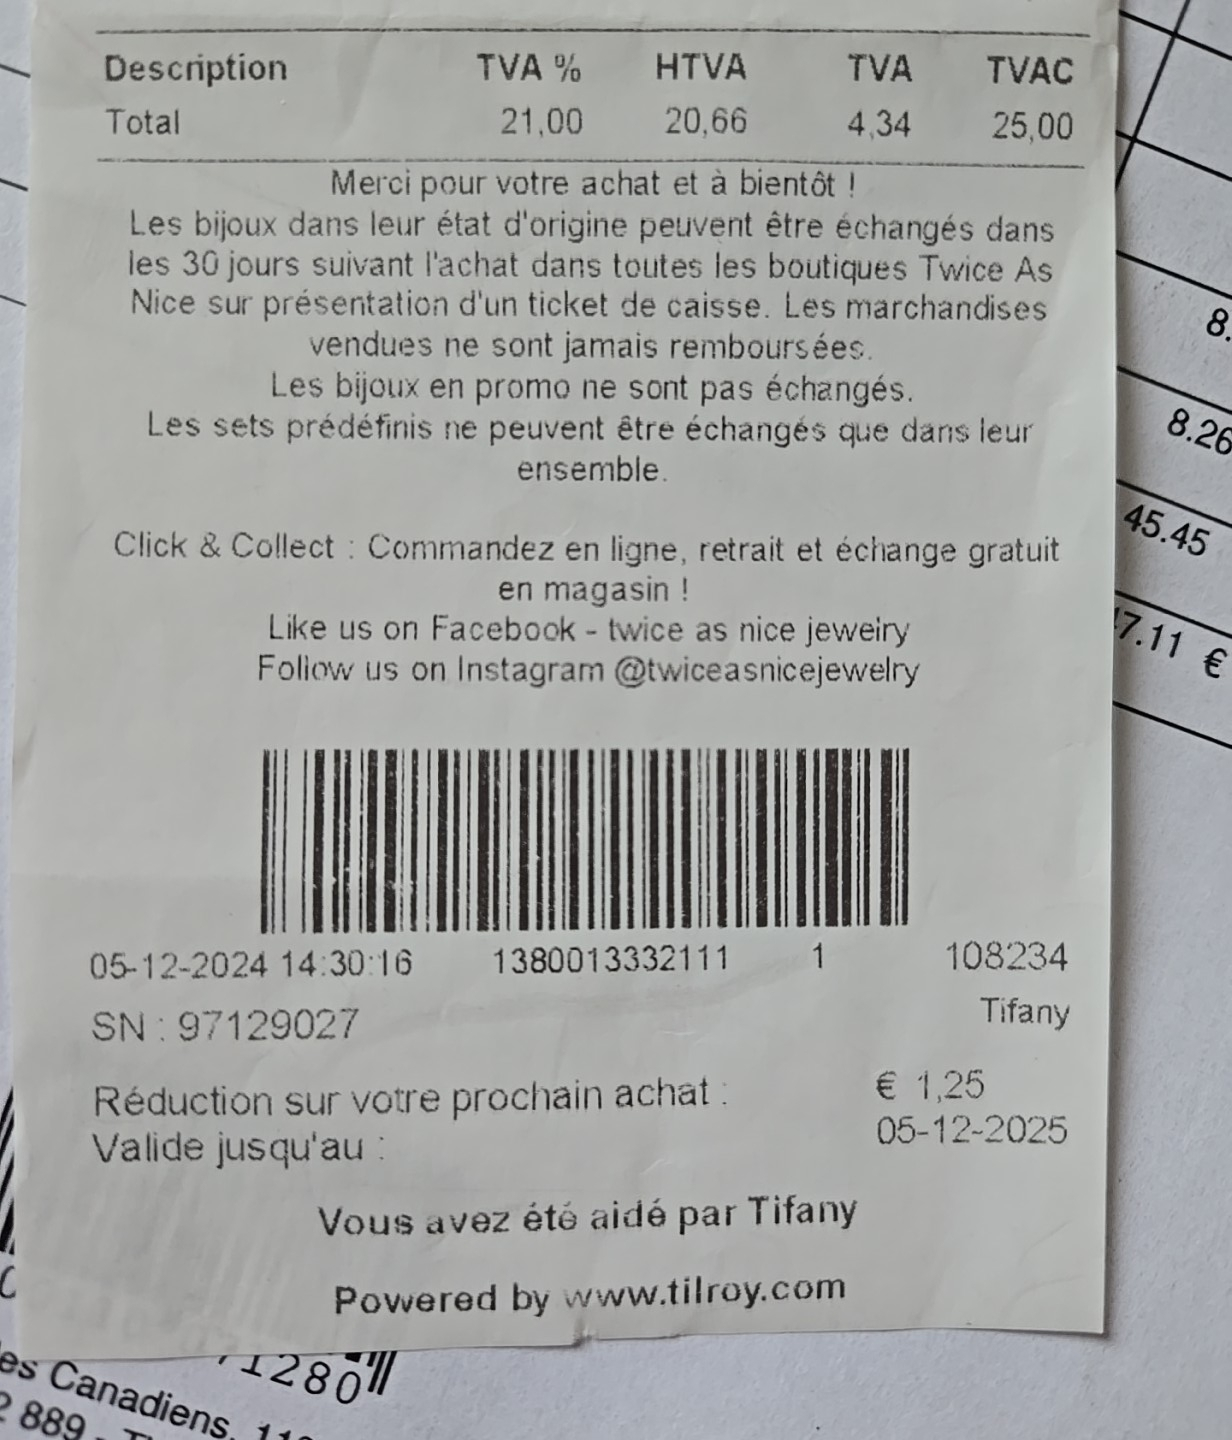 Description TVA % HTVA TVA TVAC
Total 21,00 20,66 4,34 25,00
Merci pour votre achat et à bientôt !
Les bijoux dans leur état d'origine peuvent être échangés dans
les 30 jours suivant l'achat dans toutes les boutiques Twice As
Nice sur présentation d'un ticket de caisse. Les marchandises
vendues ne sont jamais remboursées.
Les bijoux en promo ne sont pas échangés.
Les sets prédéfinis ne peuvent être échangés que dans leur
ensemble.
Click & Collect : Commandez en ligne, retrait et échange gratuit
en magasin !
Like us on Facebook - twice as nice jewelry
Follow us on Instagram @twiceasnicejewelry
05-12-2024 14:30:16 1380013332111 1 108234
SN : 97129027 Tifany
Réduction sur votre prochain achat : € 1,25
Valide jusqu'au : 05-12-2025
Vous avez été aidé par Tifany
Powered by www.tilroy.com
8.26
45.45
7.11 €
71280
es Canadiens,
889 -